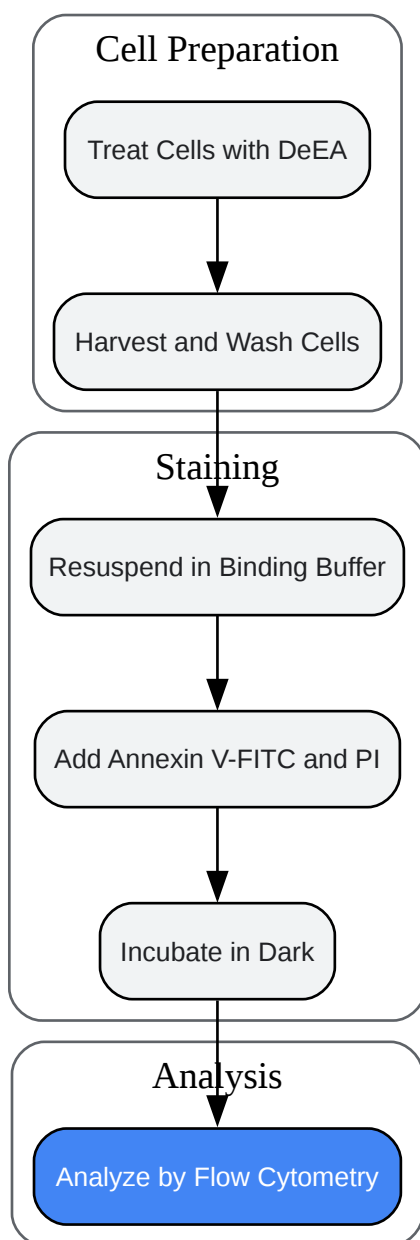 Cell Preparation
Treat Cells with DeEA
Harvest and Wash Cells
Staining
Resuspend in Binding Buffer
Add Annexin V-FITC and PI
Incubate in Dark
Analysis
Analyze by Flow Cytometry